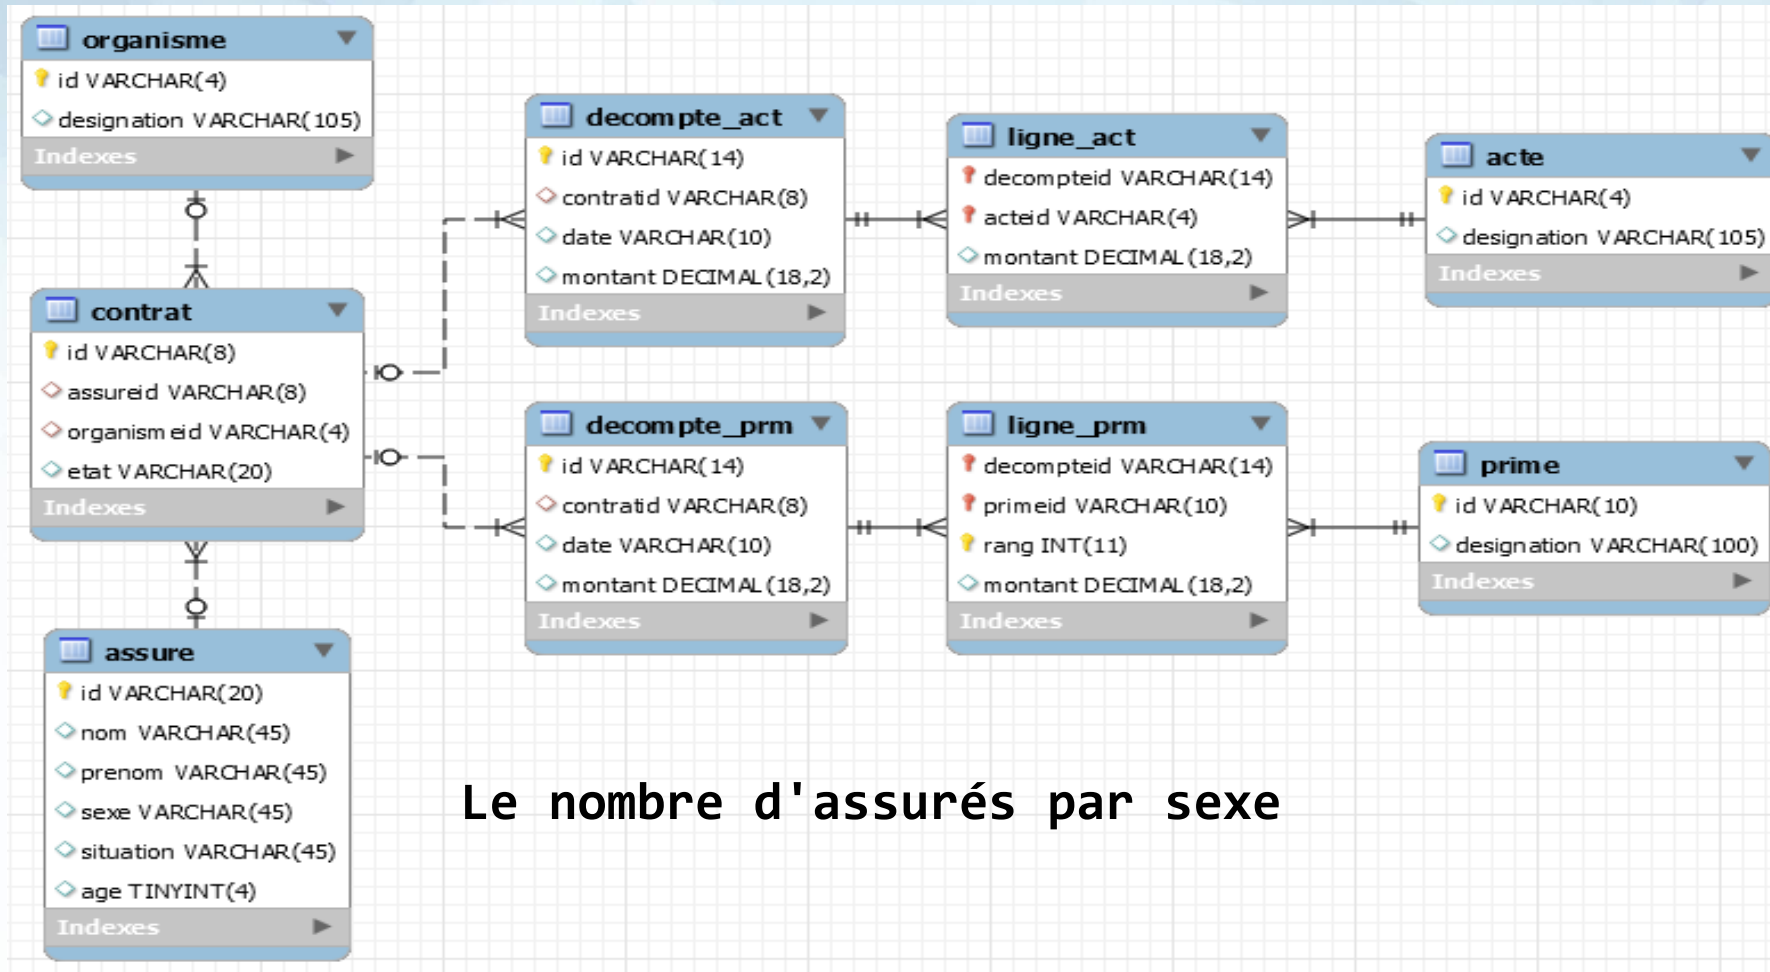 organisme
id VARCHAR(4)
designation VARCHAR(105)
Indexes
contrat
id VARCHAR(8)
assureid VARCHAR(8)
organismeid VARCHAR(4)
etat VARCHAR(20)
Indexes
assure
id VARCHAR(20)
nom VARCHAR(45)
prenom VARCHAR(45)
sexe VARCHAR(45)
situation VARCHAR(45)
age TINYINT(4)
Indexes
decompte_act
id VARCHAR(14)
contratid VARCHAR(8)
date VARCHAR(10)
montant DECIMAL(18,2)
Indexes
decompte_prm
id VARCHAR(14)
contratid VARCHAR(8)
date VARCHAR(10)
montant DECIMAL(18,2)
Indexes
ligne_act
decompteid VARCHAR(14)
acteid VARCHAR(4)
montant DECIMAL(18,2)
Indexes
ligne_prm
decompteid VARCHAR(14)
primeid VARCHAR(10)
rang INT(11)
montant DECIMAL(18,2)
Indexes
acte
id VARCHAR(4)
designation VARCHAR(105)
Indexes
prime
id VARCHAR(10)
designation VARCHAR(100)
Indexes
Le nombre d'assurés par sexe